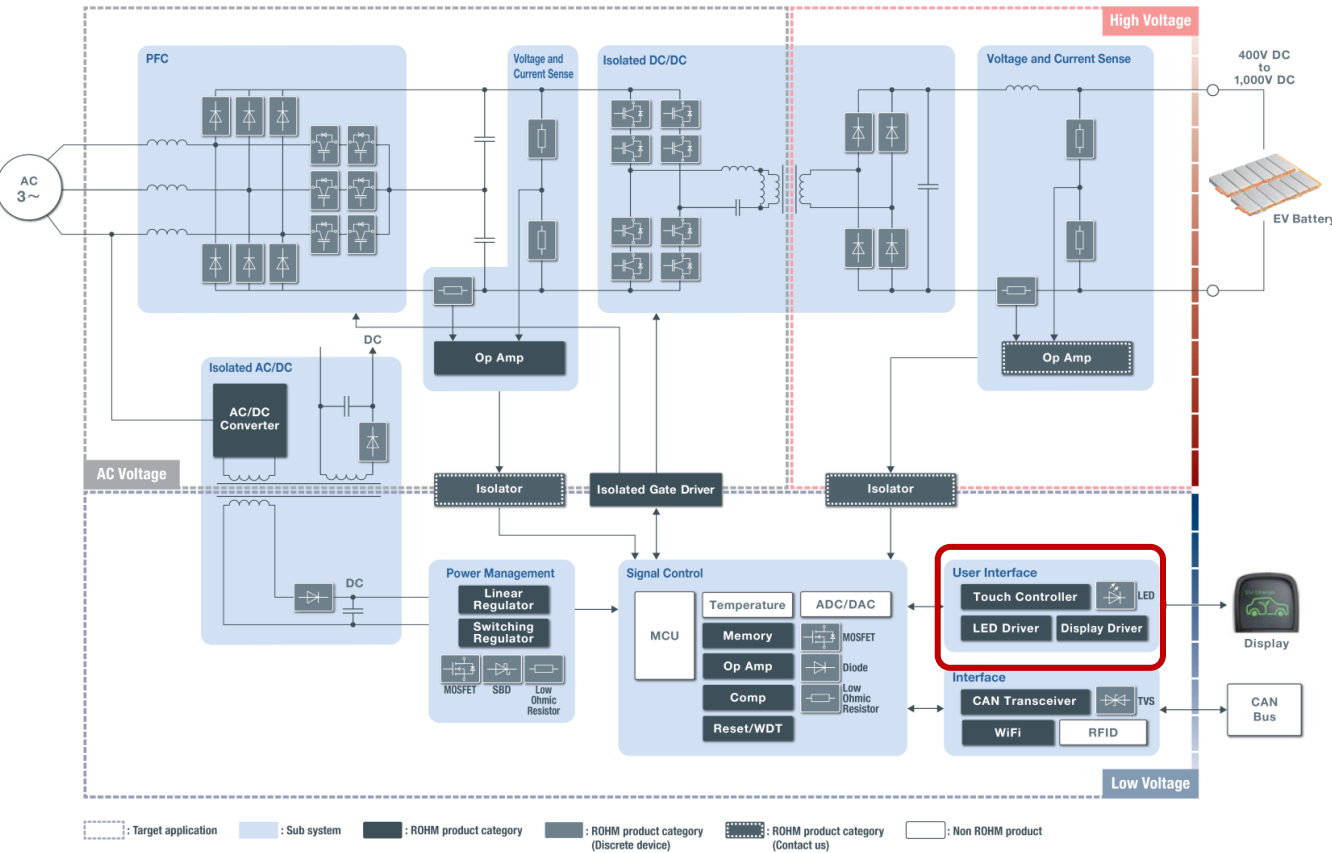 High Voltage
PFC
Voltage and
Current Sense
Isolated DC/DC
Voltage and Current Sense
400V DC
to
1,000V DC
AC
3~
EV Battery
Op Amp
Op Amp
DC
Isolated AC/DC
AC/DC
Converter
AC Voltage
Isolator
Isolated Gate Driver
Isolator
DC
Power Management
Linear
Regulator
Switching
Regulator
MOSFET
SBD
Low
Ohmic
Resistor
Signal Control
MCU
Temperature
ADC/DAC
Memory
MOSFET
Op Amp
Diode
Comp
Low
Ohmic
Resistor
Reset/WDT
User Interface
Touch Controller
LED
LED Driver
Display Driver
Display
Interface
CAN Transceiver
TVS
WiFi
RFID
CAN
Bus
Low Voltage
: Target application
: Sub system
: ROHM product category
: ROHM product category
(Discrete device)
: ROHM product category
(Contact us)
: Non ROHM product